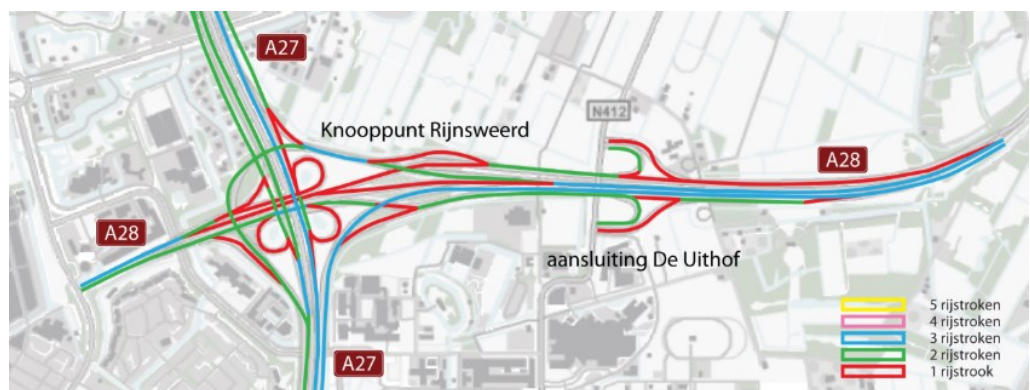 A27
Knooppunt Rijnsweerd
N412
A28
A28
aansluiting De Uithof
A27
5 rijstroken
4 rijstroken
3 rijstroken
2 rijstroken
1 rijstrook